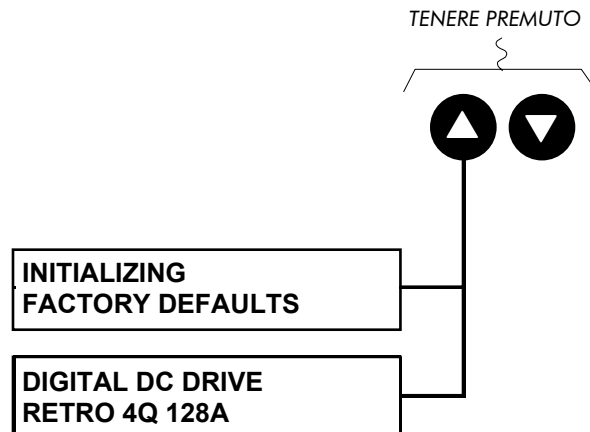 TENERE PREMUTO
INITIALIZING
FACTORY DEFAULTS
DIGITAL DC DRIVE
RETRO 4Q 128A